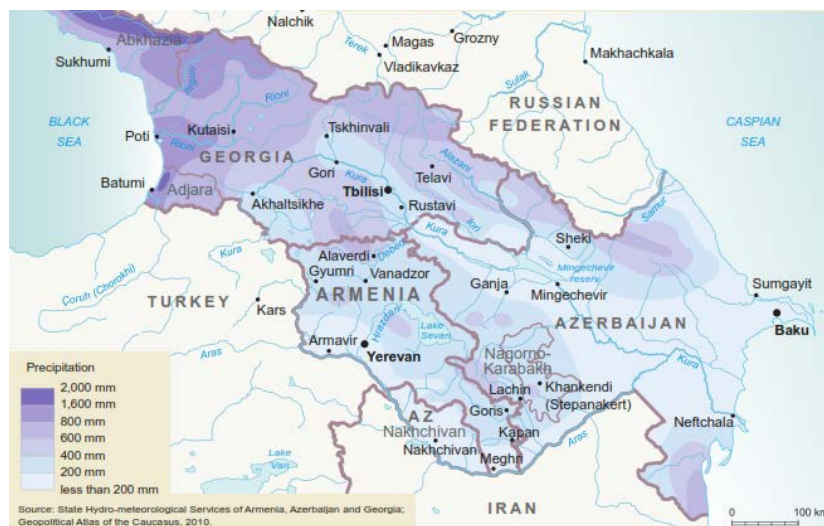 Nalchik
Grozny
Magas
Terek
Vladikavkaz
Makhachkala
Abkhazia
Sukhumi
Sulak
RUSSIAN
FEDERATION
CASPIAN
SEA
BLACK
SEA
Rioni
Poti
Kutaisi
Rioni
Tskhinvali
GEORGIA
Gori
Kura
Alazani
Telavi
Batumi
Adjara
Tbilisi
Akhaltsikhe
Rustavi
Iori
Samur
Kura
Sheki
Kura
Alaverdi
Debed
Mingechevir
reserv.
Gyumri
Vanadzor
Ganja
Mingechevir
Sumgayit
Çoruh (Chorokhi)
TURKEY
ARMENIA
Kars
AZERBAIJAN
Baku
Hrazdan
Lake
Sevan
Armavir
Yerevan
Aras
Nagorno-
Karabakh
Kura
Lachin
Khankendi
(Stepanakert)
AZ
Goris
Nakhchivan
Nakhchivan
Kapan
Aras
Neftchala
Lake
Van
Meghri
IRAN
Precipitation
2,000 mm
1,600 mm
800 mm
600 mm
400 mm
200 mm
less than 200 mm
Source: State Hydro-meteorological Services of Armenia, Azerbaijan and Georgia;
Geopolitical Atlas of the Caucasus, 2010.
0
100 km